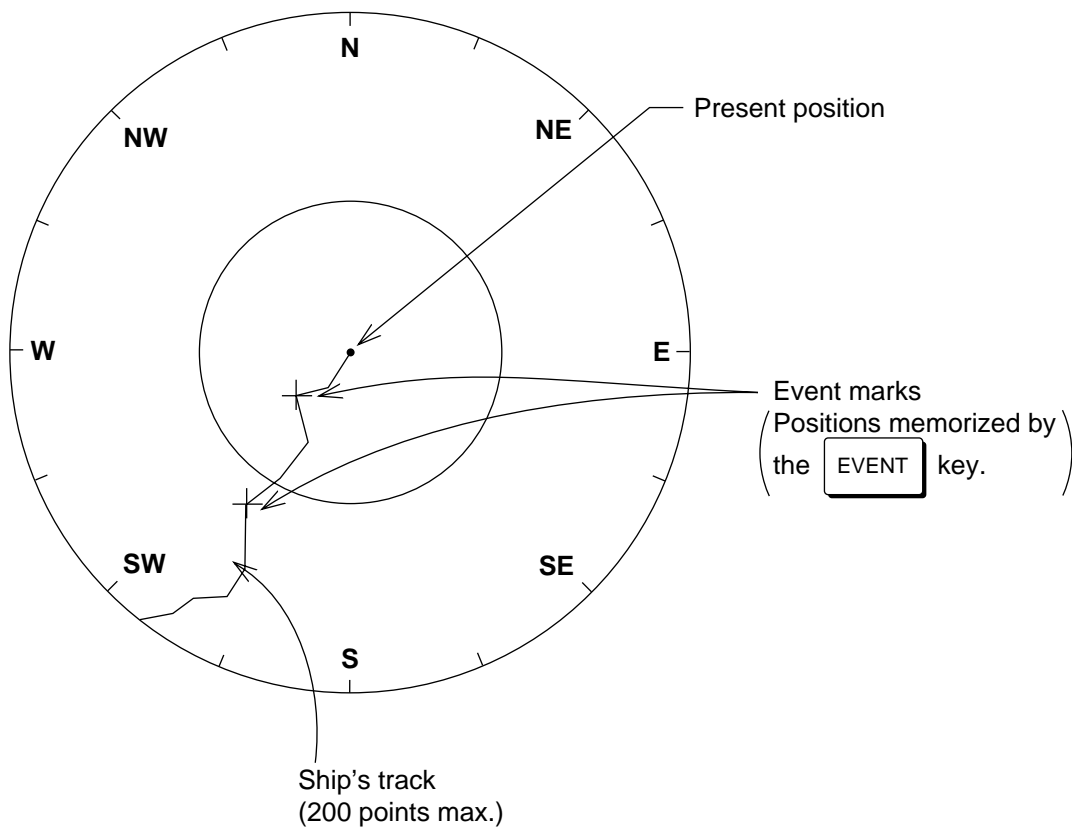 N
NW
NE
Present position
W
E
Event marks
Positions memorized by
the EVENT key.
SW
SE
S
Ship's track
(200 points max.)